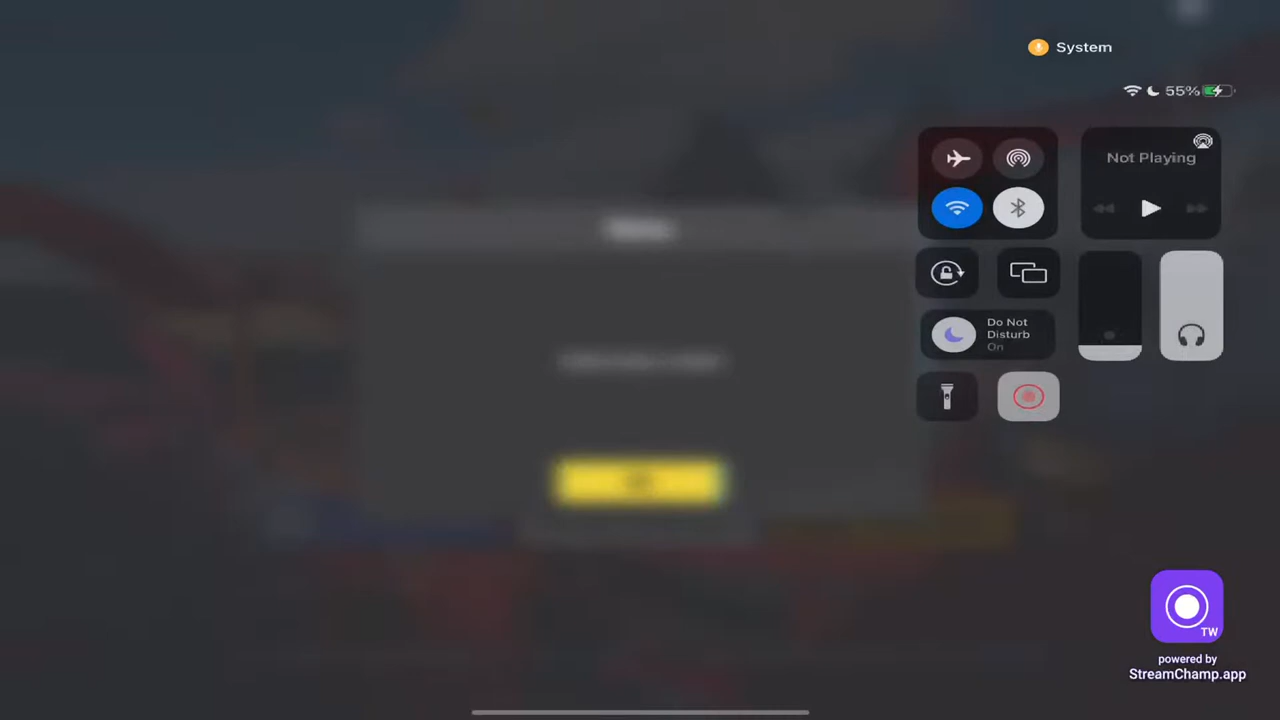 System
55%
Not Playing
Do Not
Disturb
On
TW
powered by
StreamChamp.app